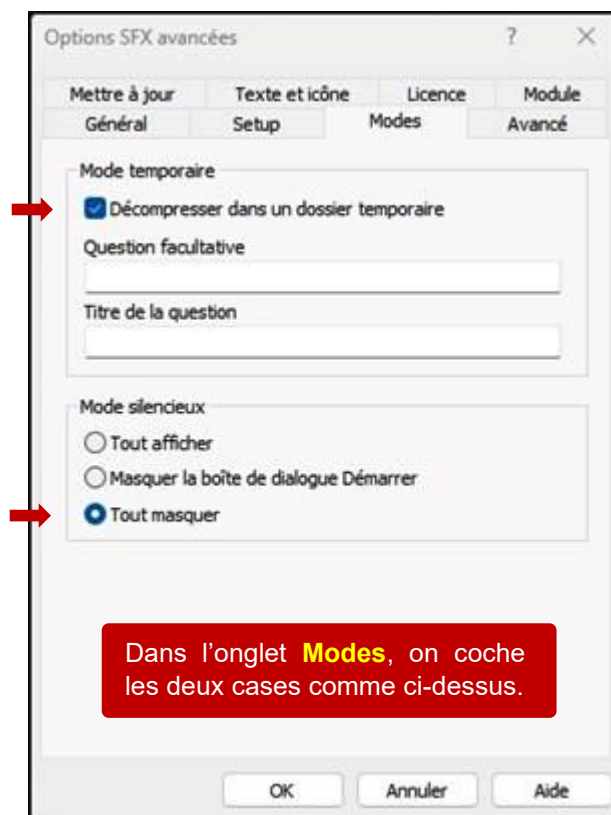 Options SFX avancées
Mettre à jour Texte et icône Licence Module
Général Setup Modes Avancé
Mode temporaire
Décompresser dans un dossier temporaire
Question facultative
Titre de la question
Mode silencieux
Tout afficher
Masquer la boîte de dialogue Démarrer
Tout masquer
Dans l’onglet Modes, on coche
les deux cases comme ci-dessus.
OK Annuler Aide